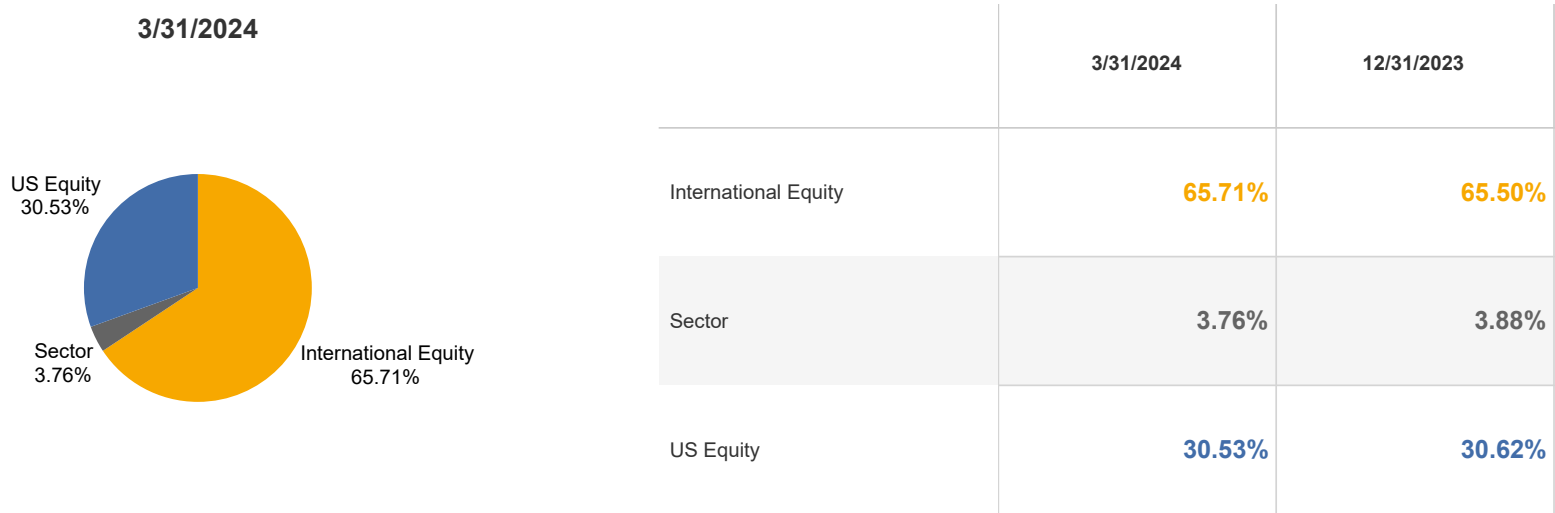 3/31/2024
US Equity
30.53%
Sector
3.76%
International Equity
65.71%
3/31/2024 12/31/2023
International Equity 65.71% 65.50%
Sector 3.76% 3.88%
US Equity 30.53% 30.62%